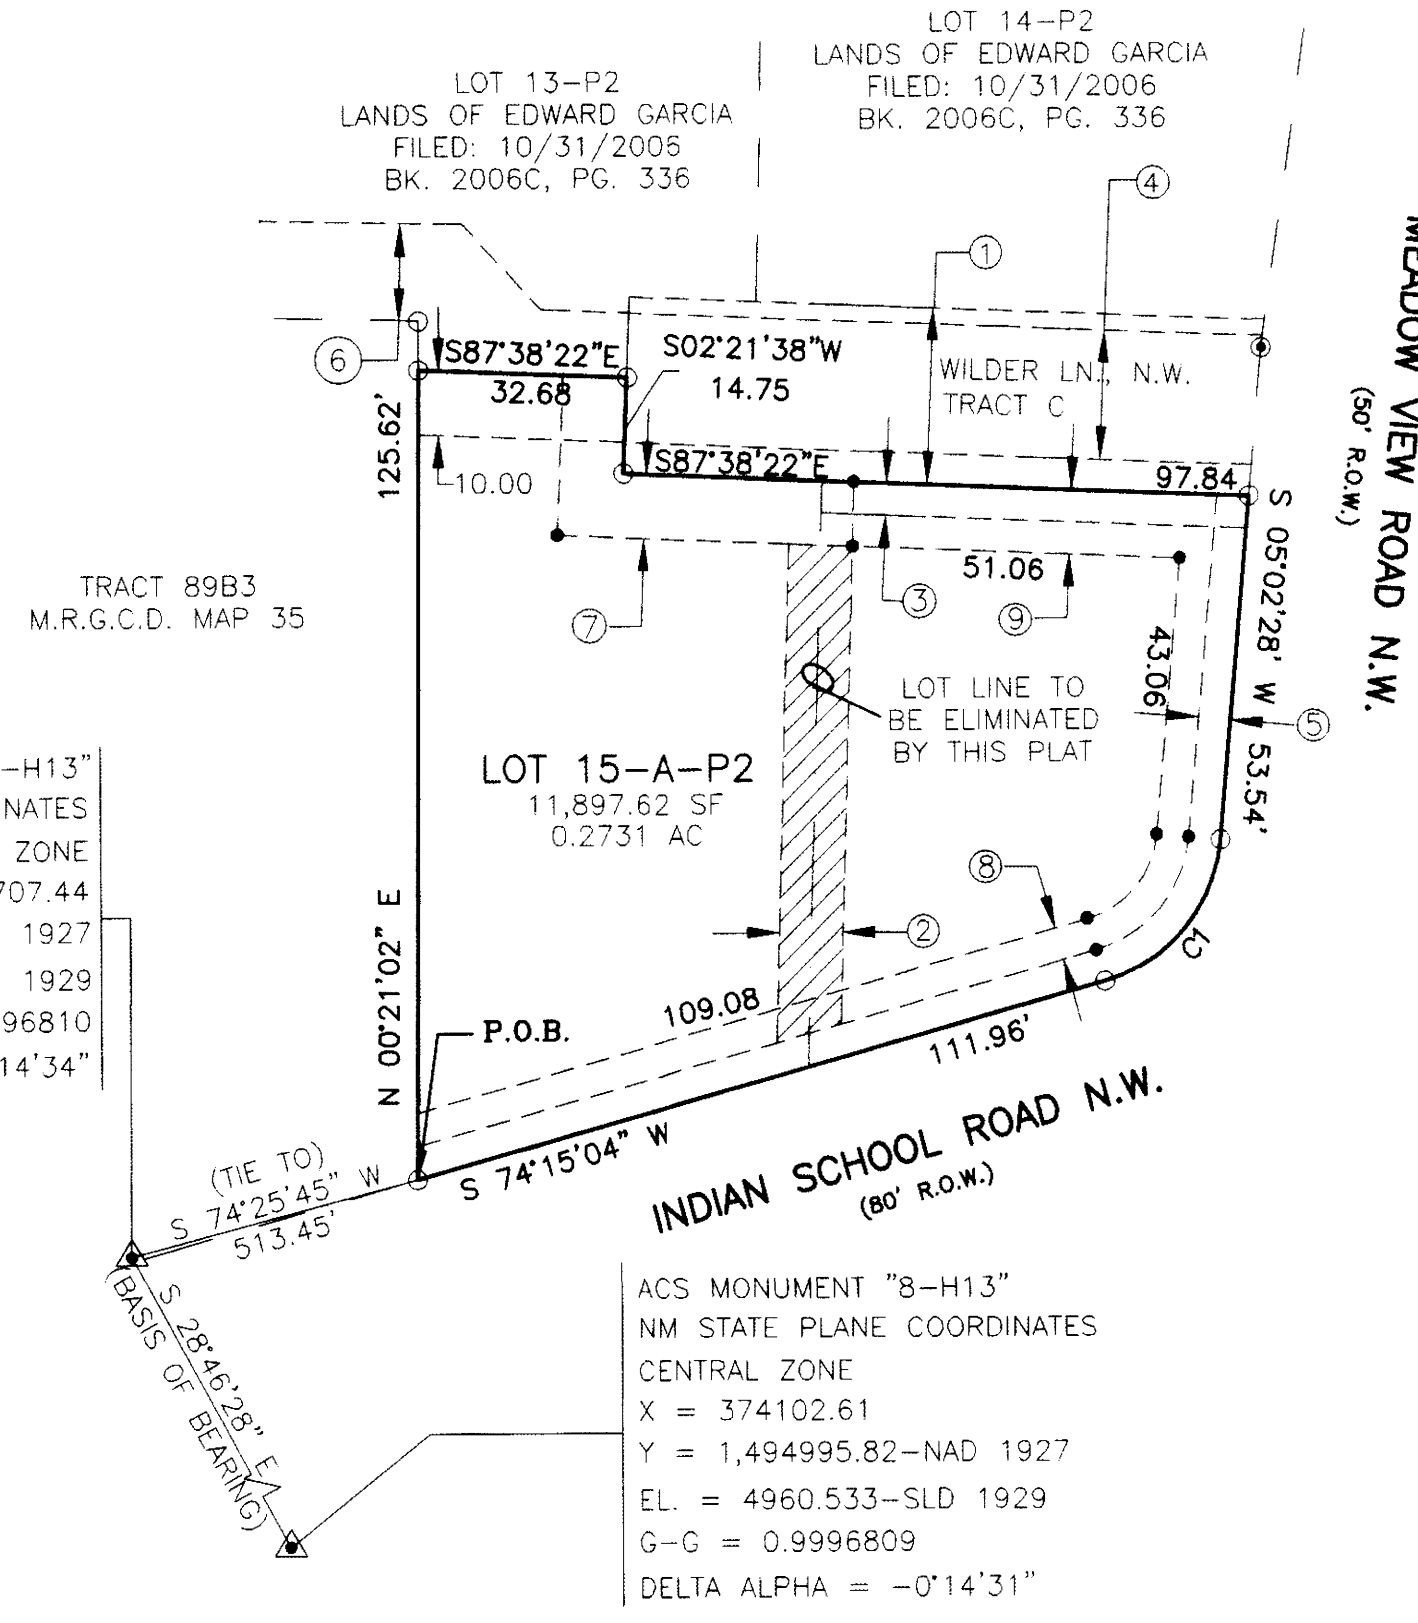 LOT 14-P2
LANDS OF EDWARD GARCIA
FILED: 10/31/2006
BK. 2006C, PG. 336
LOT 13-P2
LANDS OF EDWARD GARCIA
FILED: 10/31/2006
BK. 2006C, PG. 336
4
1
MEADOW VIEW ROAD N.W.
(50' R.O.W.)
6
S87°38'22"E
32.68
S02°21'38"W
14.75
WILDER LN., N.W.
TRACT C
125.62'
10.00
S87°38'22"E
97.84
S 05°02'28' W 53.54'
51.06
3
9
7
43.06
TRACT 89B3
M.R.G.C.D. MAP 35
LOT LINE TO
BE ELIMINATED
BY THIS PLAT
5
LOT 15-A-P2
11,897.62 SF
0.2731 AC
-H13"
NATES
ZONE
707.44
1927
1929
96810
14'34"
8
2
N 00°21'02" E
109.08
P.O.B.
111.96'
S 74°15'04" W
INDIAN SCHOOL ROAD N.W.
(80' R.O.W.)
(TIE TO)
S 74°25'45" W
513.45'
S 28°46'28" E
(BASIS OF BEARING)
ACS MONUMENT "8-H13"
NM STATE PLANE COORDINATES
CENTRAL ZONE
X = 374102.61
Y = 1,494995.82-NAD 1927
EL. = 4960.533-SLD 1929
G-G = 0.9996809
DELTA ALPHA = -0°14'31"